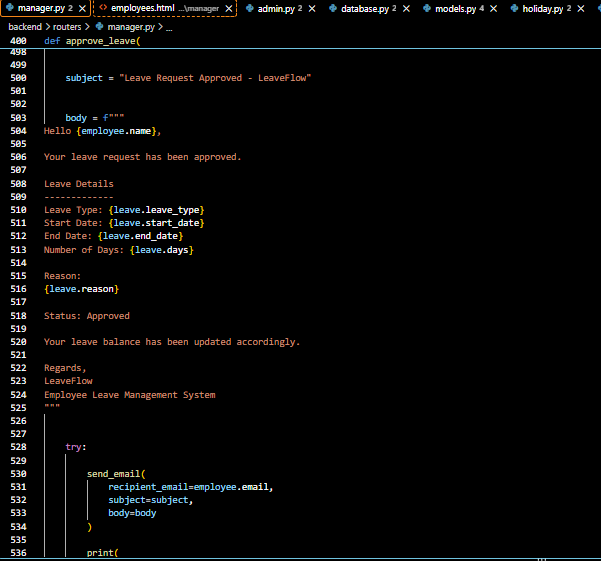 manager.py 2 × <> employees.html ...\manager × admin.py 2 × database.py 2 × models.py 4 × holiday.py 2 ×
backend > routers > manager.py > ...
400 def approve_leave(
498
499
500 subject = "Leave Request Approved - LeaveFlow"
501
502
503 body = f"""
504 Hello {employee.name},
505
506 Your leave request has been approved.
507
508 Leave Details
509 -------------
510 Leave Type: {leave.leave_type}
511 Start Date: {leave.start_date}
512 End Date: {leave.end_date}
513 Number of Days: {leave.days}
514
515 Reason:
516 {leave.reason}
517
518 Status: Approved
519
520 Your leave balance has been updated accordingly.
521
522 Regards,
523 LeaveFlow
524 Employee Leave Management System
525 """
526
527
528 try:
529
530 send_email(
531 recipient_email=employee.email,
532 subject=subject,
533 body=body
534 )
535
536 print(